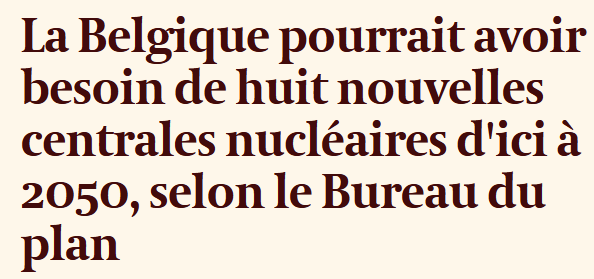 La Belgique pourrait avoir
besoin de huit nouvelles
centrales nucléaires d'ici à
2050, selon le Bureau du
plan